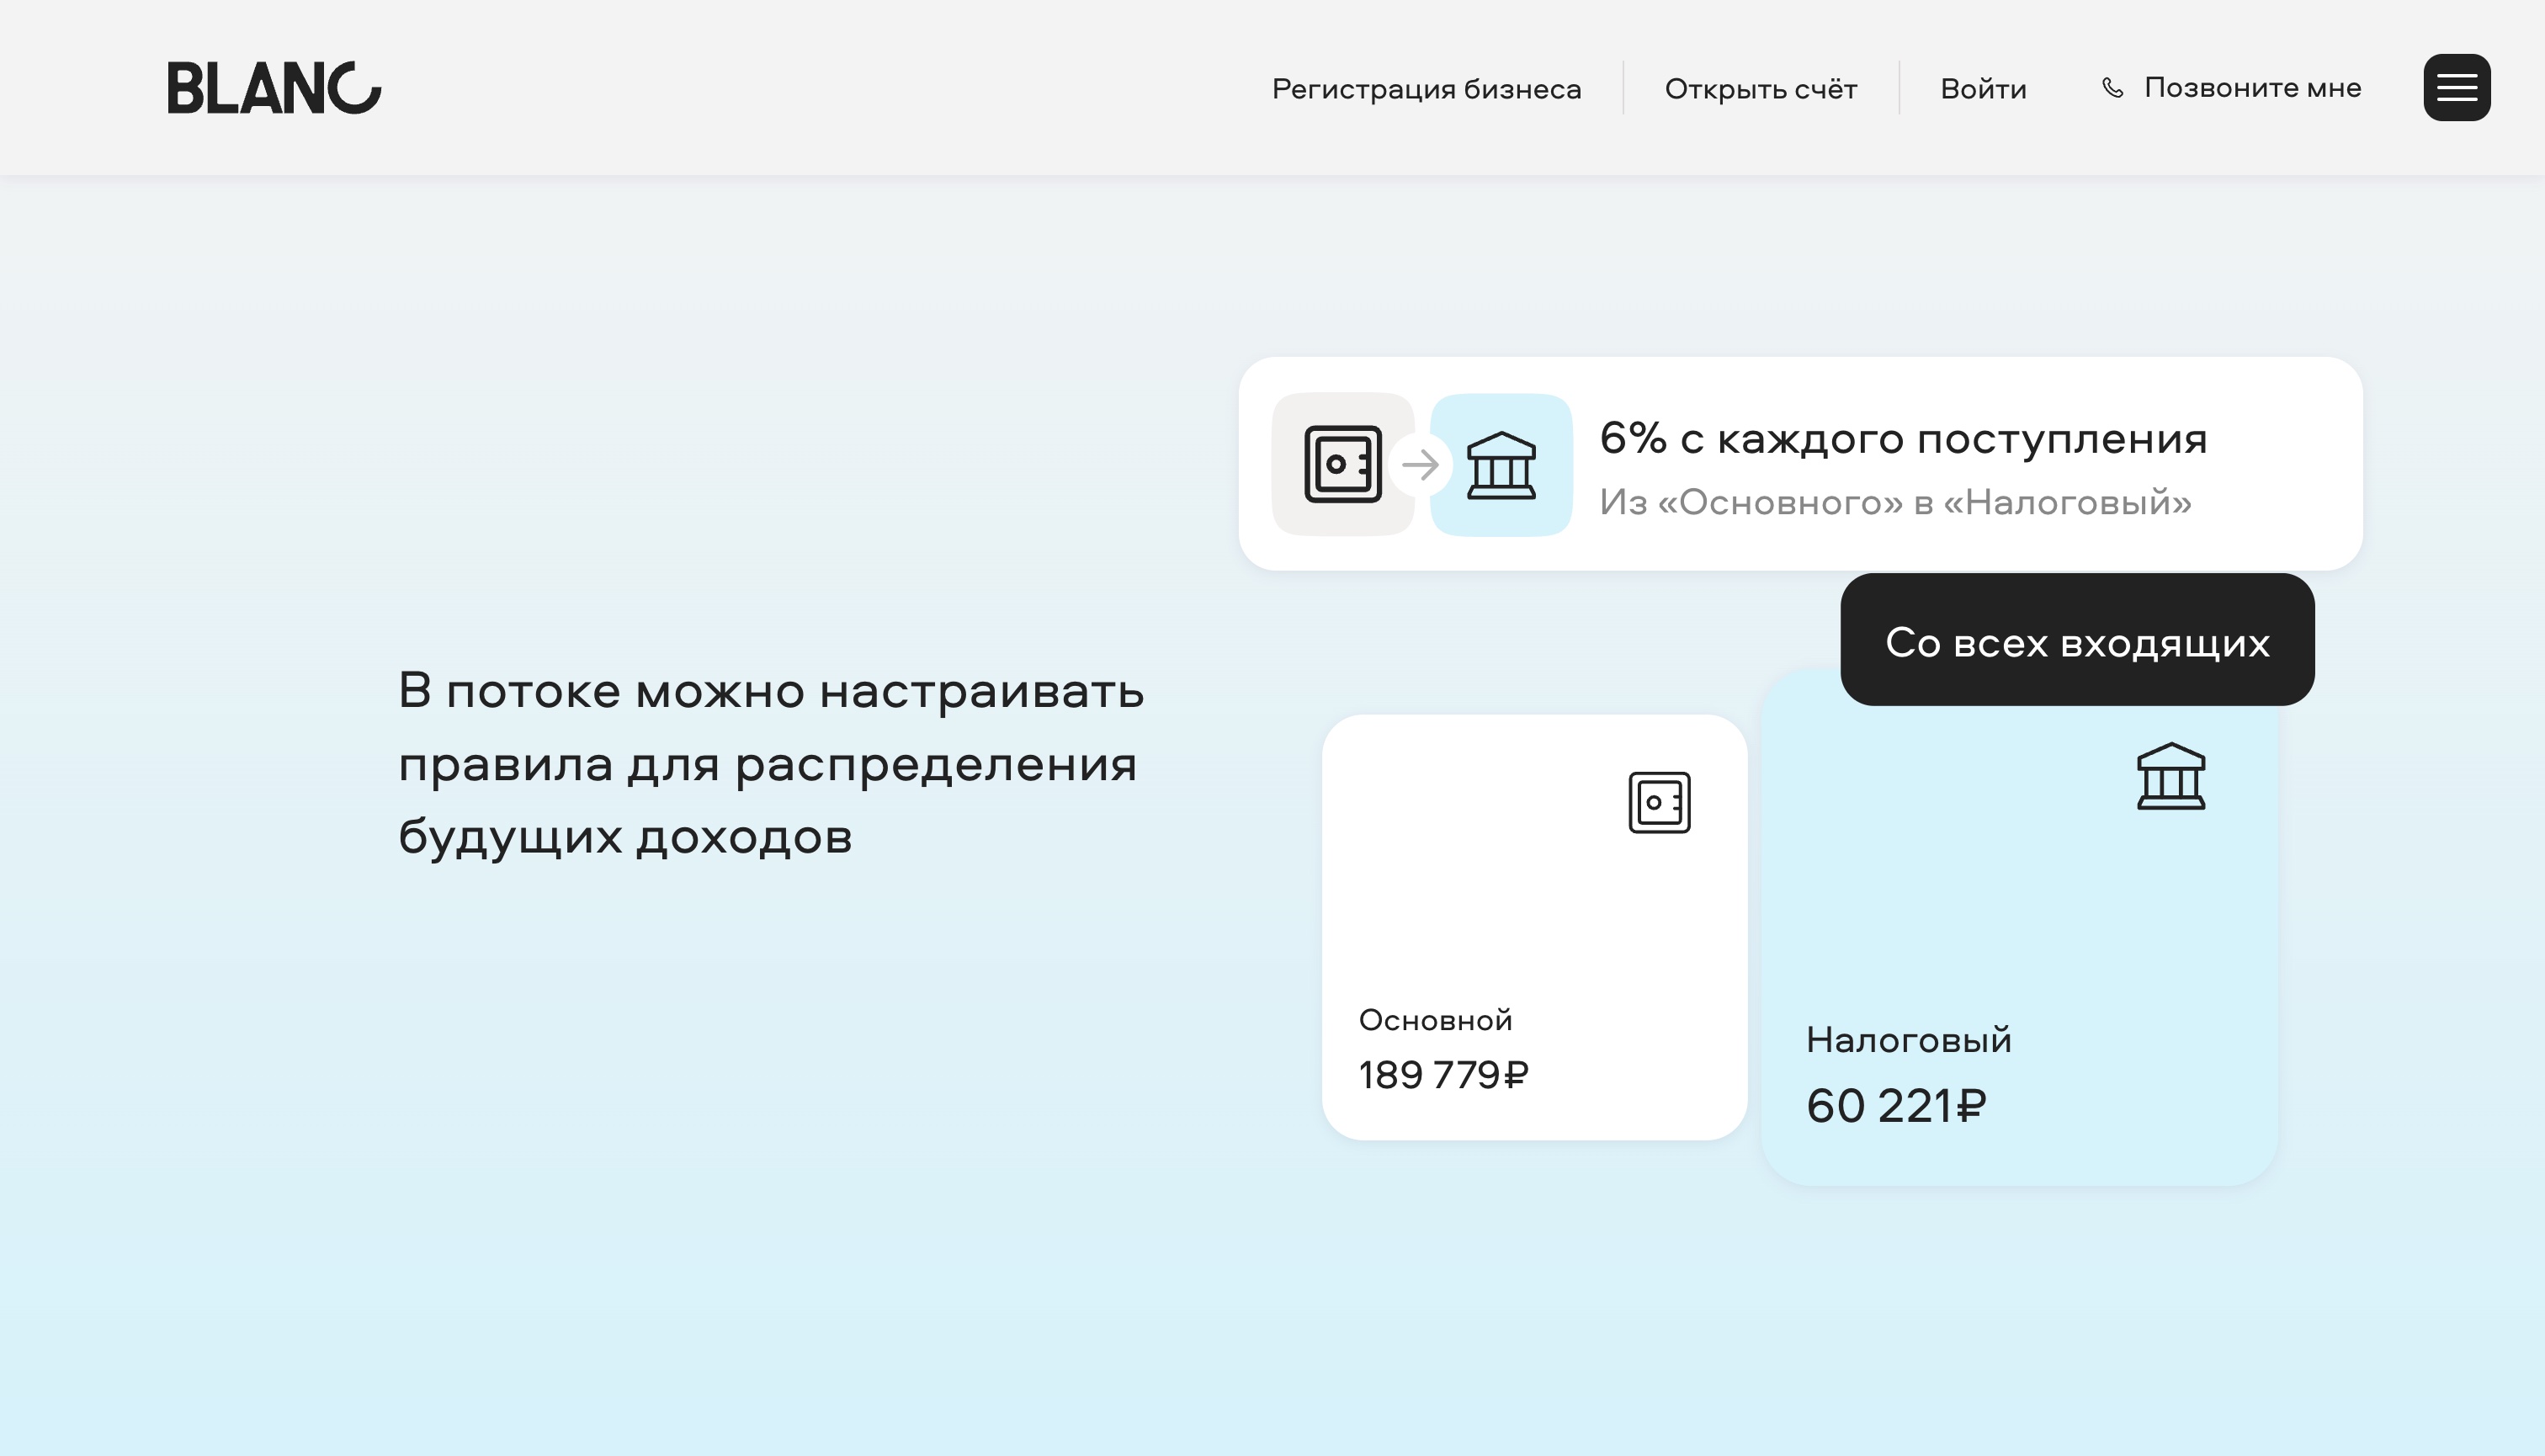 BLANC
Регистрация бизнеса
Открыть счёт
Войти
Позвоните мне
6% с каждого поступления
Из «Основного» в «Налоговый»
Со всех входящих
В потоке можно настраивать
правила для распределения
будущих доходов
Основной
189 779₽
Налоговый
60 221₽